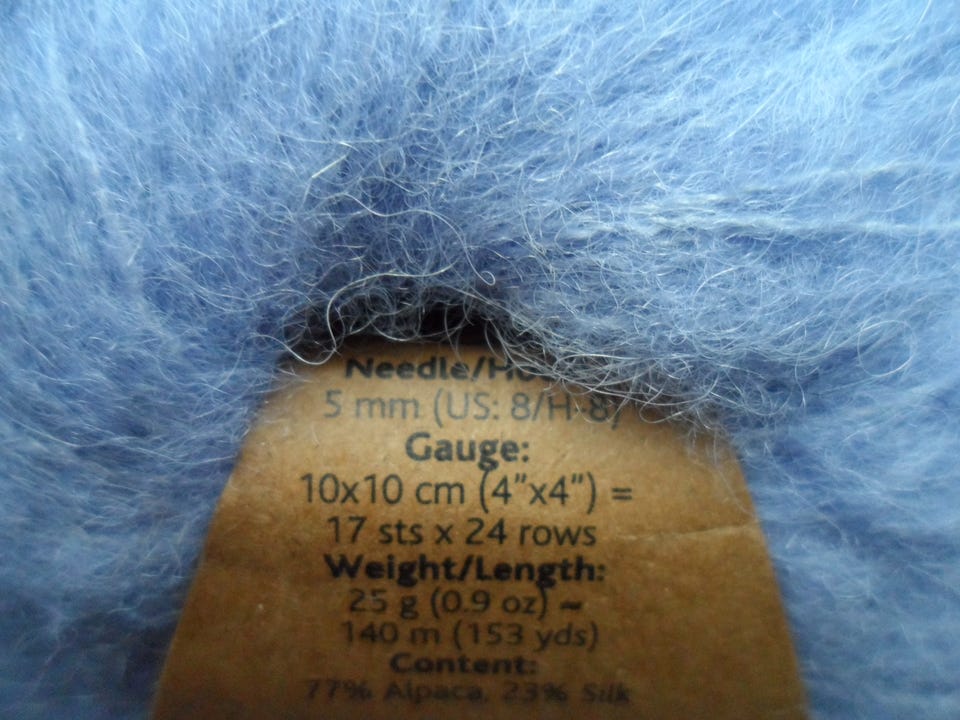 Needle/
5 mm (US: 8/H-8)
Gauge:
10x10 cm (4”x4”) =
17 sts x 24 rows
Weight/Length:
25 g (0.9 oz) ~
140 m (153 yds)
Content:
77% Alpaca, 23% Silk